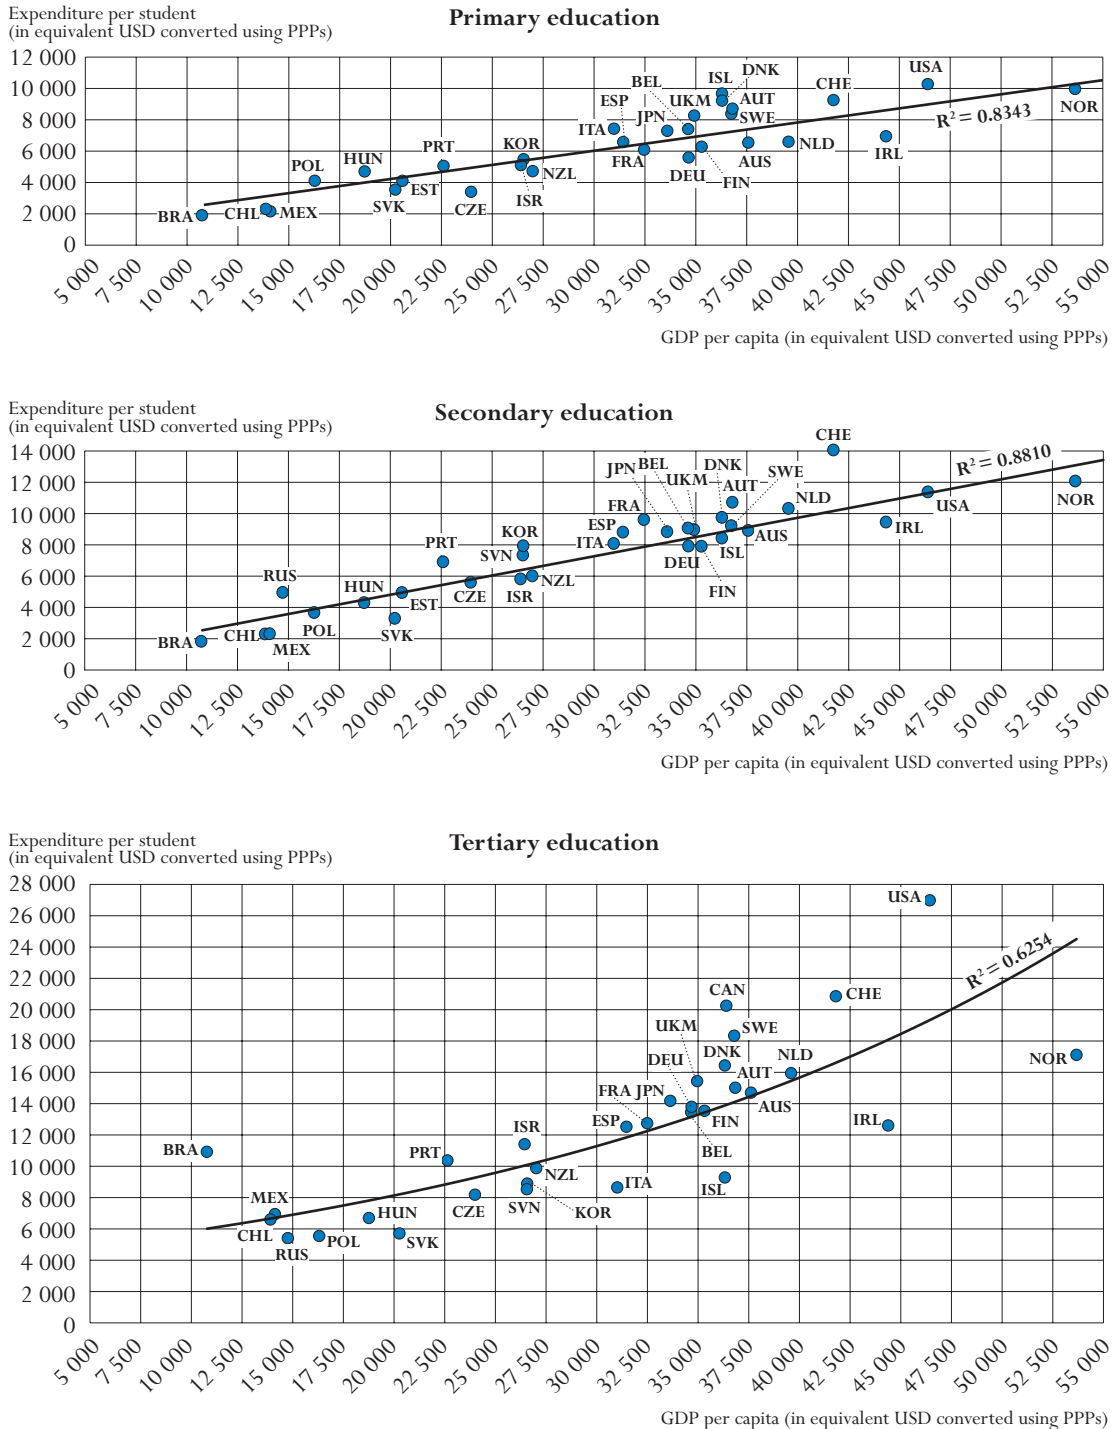 Expenditure per student
(in equivalent USD converted using PPPs)
Primary education
12 000
10 000
8 000
6 000
4 000
2 000
0
BRA
CHL
MEX
POL
HUN
SVK
EST
PRT
CZE
KOR
ISR
NZL
ITA
ESP
FRA
JPN
BEL
UKM
DEU
FIN
ISL
DNK
AUT
SWE
AUS
NLD
CHE
IRL
USA
NOR
R² = 0.8343
5 000
7 500
10 000
12 500
15 000
17 500
20 000
22 500
25 000
27 500
30 000
32 500
35 000
37 500
40 000
42 500
45 000
47 500
50 000
52 500
55 000
GDP per capita (in equivalent USD converted using PPPs)
Expenditure per student
(in equivalent USD converted using PPPs)
Secondary education
14 000
12 000
10 000
8 000
6 000
4 000
2 000
0
BRA
CHL
MEX
RUS
POL
HUN
SVK
EST
PRT
CZE
KOR
SVN
ISR
NZL
ITA
ESP
FRA
JPN
BEL
UKM
DEU
FIN
DNK
AUT
SWE
ISL
AUS
NLD
CHE
IRL
USA
NOR
R² = 0.8810
5 000
7 500
10 000
12 500
15 000
17 500
20 000
22 500
25 000
27 500
30 000
32 500
35 000
37 500
40 000
42 500
45 000
47 500
50 000
52 500
55 000
GDP per capita (in equivalent USD converted using PPPs)
Expenditure per student
(in equivalent USD converted using PPPs)
Tertiary education
28 000
26 000
24 000
22 000
20 000
18 000
16 000
14 000
12 000
10 000
8 000
6 000
4 000
2 000
0
BRA
MEX
CHL
RUS
POL
HUN
SVK
PRT
CZE
ISR
NZL
SVN
KOR
ESP
ITA
FRA
JPN
DEU
UKM
BEL
FIN
CAN
SWE
DNK
AUT
AUS
ISL
NLD
CHE
IRL
USA
NOR
R² = 0.6254
5 000
7 500
10 000
12 500
15 000
17 500
20 000
22 500
25 000
27 500
30 000
32 500
35 000
37 500
40 000
42 500
45 000
47 500
50 000
52 500
55 000
GDP per capita (in equivalent USD converted using PPPs)